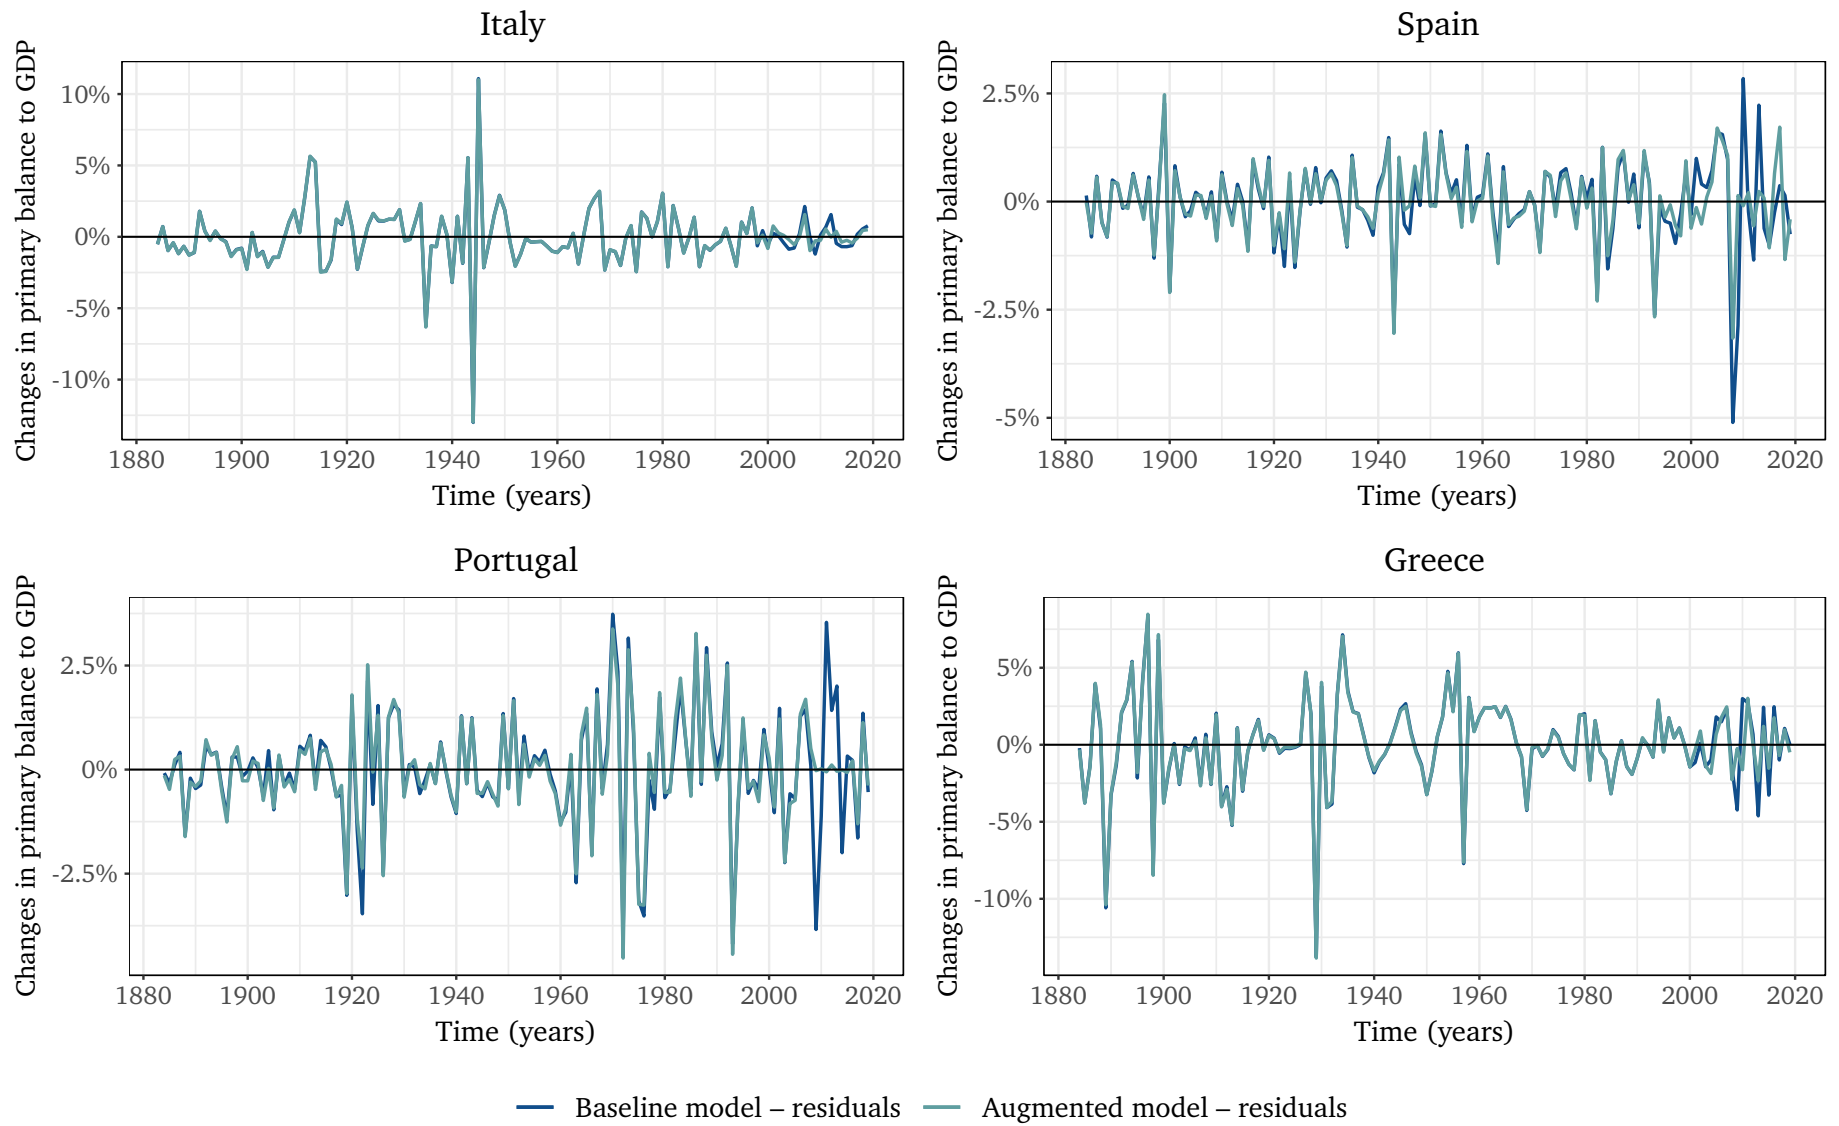 Italy
Changes in primary balance to GDP
10%
5%
0%
-5%
-10%
1880 1900 1920 1940 1960 1980 2000 2020
Time (years)
Spain
Changes in primary balance to GDP
2.5%
0%
-2.5%
-5%
1880 1900 1920 1940 1960 1980 2000 2020
Time (years)
Portugal
Changes in primary balance to GDP
2.5%
0%
-2.5%
1880 1900 1920 1940 1960 1980 2000 2020
Time (years)
Greece
Changes in primary balance to GDP
5%
0%
-5%
-10%
1880 1900 1920 1940 1960 1980 2000 2020
Time (years)
Baseline model – residuals Augmented model – residuals